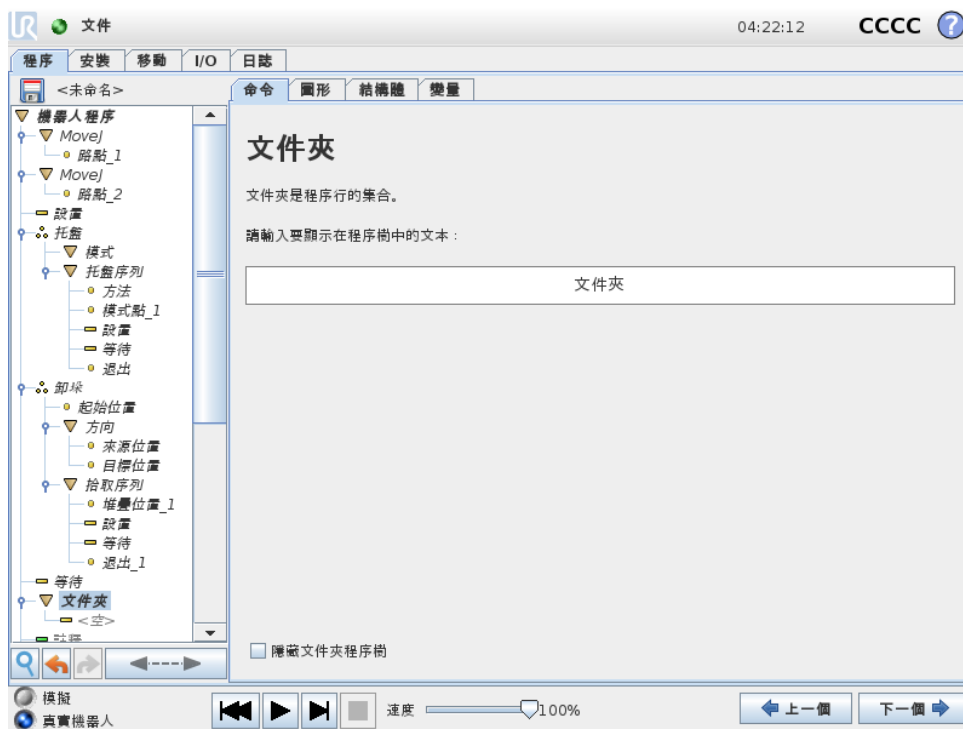 UR 文件 04:22:12 CCCC ?
程序 安裝 移動 I/O 日誌
<未命名>
命令 圖形 結構體 變量
機器人程序
MoveJ
路點_1
MoveJ
路點_2
設置
托盤
模式
托盤序列
方法
模式點_1
設置
等待
退出
卸垛
起始位置
方向
來源位置
目標位置
拾取序列
堆疊位置_1
設置
等待
退出_1
等待
文件夾
<空>
註釋
文件夾
文件夾是程序行的集合。
請輸入要顯示在程序樹中的文本：
文件夾
隱藏文件夾程序樹
模擬
真實機器人
速度 100%
上一個 下一個